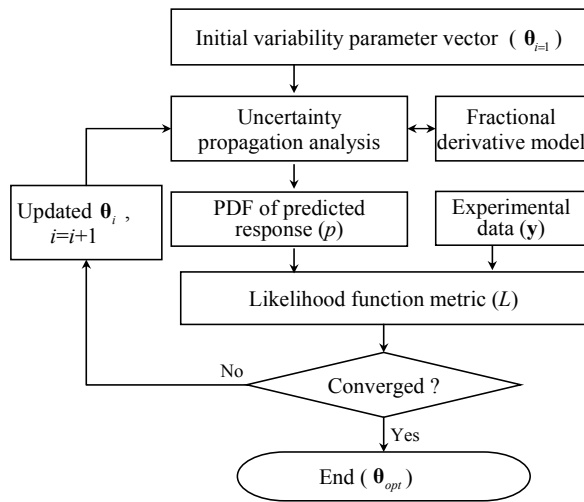 Initial variability parameter vector ( θi=1 )
Uncertainty
propagation analysis
Fractional
derivative model
Updated θi ,
i=i+1
PDF of predicted
response (p)
Experimental
data (y)
Likelihood function metric (L)
No
Converged ?
Yes
End ( θopt )